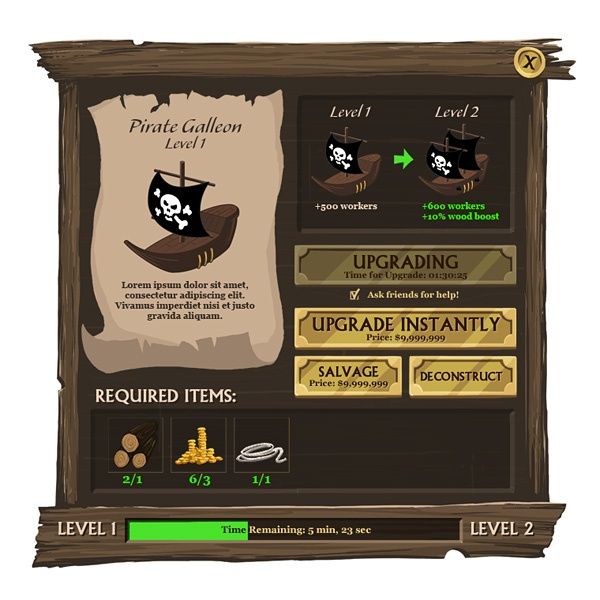 X
Pirate Galleon
Level 1
Lorem ipsum dolor sit amet,
consectetur adipiscing elit.
Vivamus imperdiet nisi et justo
gravida aliquam.
Level 1
Level 2
+500 workers
+600 workers
+10% wood boost
UPGRADING
Time for Upgrade: 01:30:25
Ask friends for help!
UPGRADE INSTANTLY
Price: $9,999,999
SALVAGE
Price: $9,999,999
DECONSTRUCT
REQUIRED ITEMS:
2/1
6/3
1/1
LEVEL 1
Time Remaining: 5 min, 23 sec
LEVEL 2